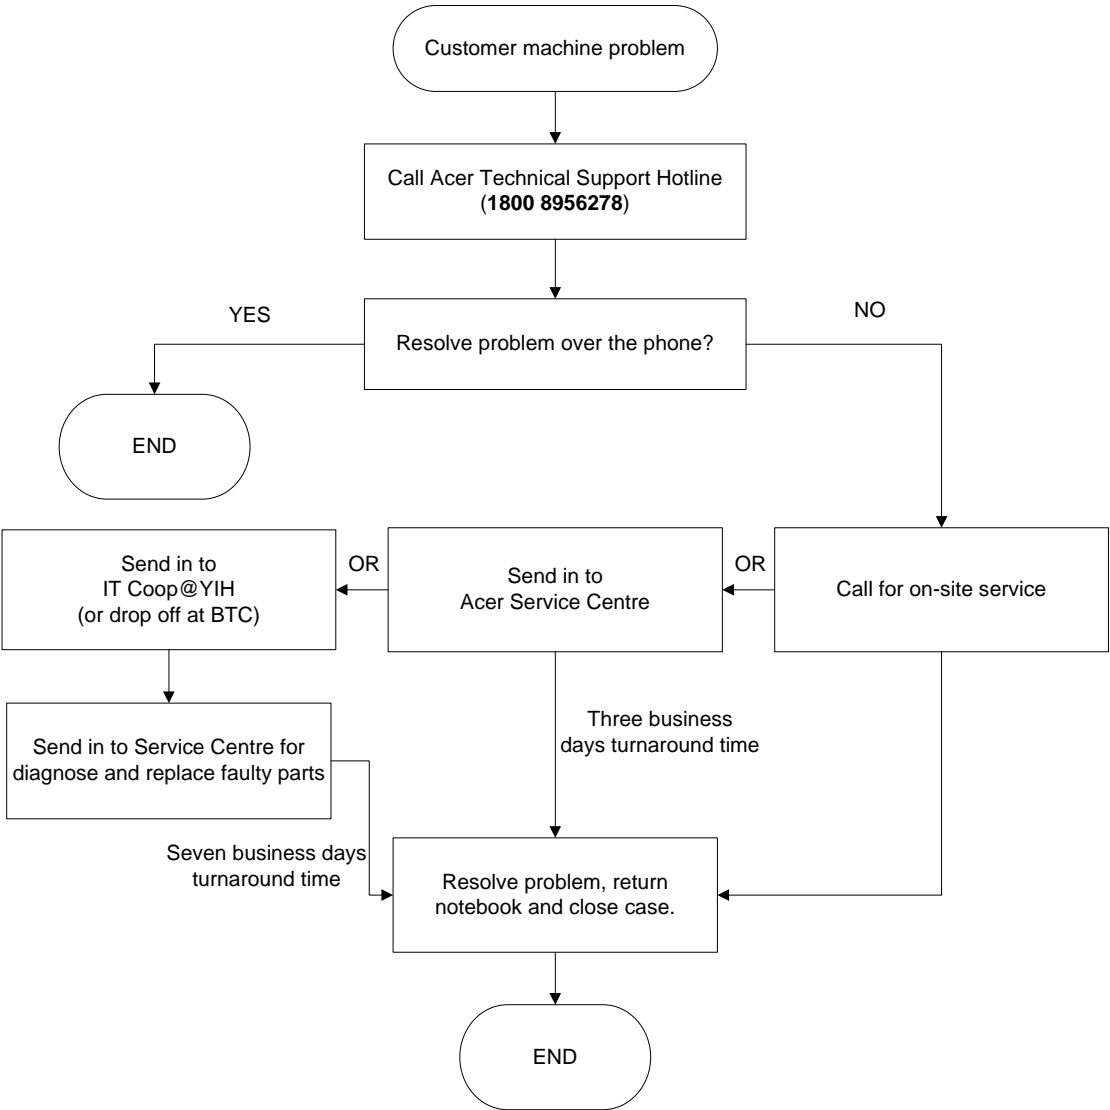 Customer machine problem
Call Acer Technical Support Hotline
(1800 8956278)
YES
NO
Resolve problem over the phone?
END
Send in to
IT Coop@YIH
(or drop off at BTC)
OR
Send in to
Acer Service Centre
OR
Call for on-site service
Three business
days turnaround time
Send in to Service Centre for
diagnose and replace faulty parts
Seven business days
turnaround time
Resolve problem, return
notebook and close case.
END